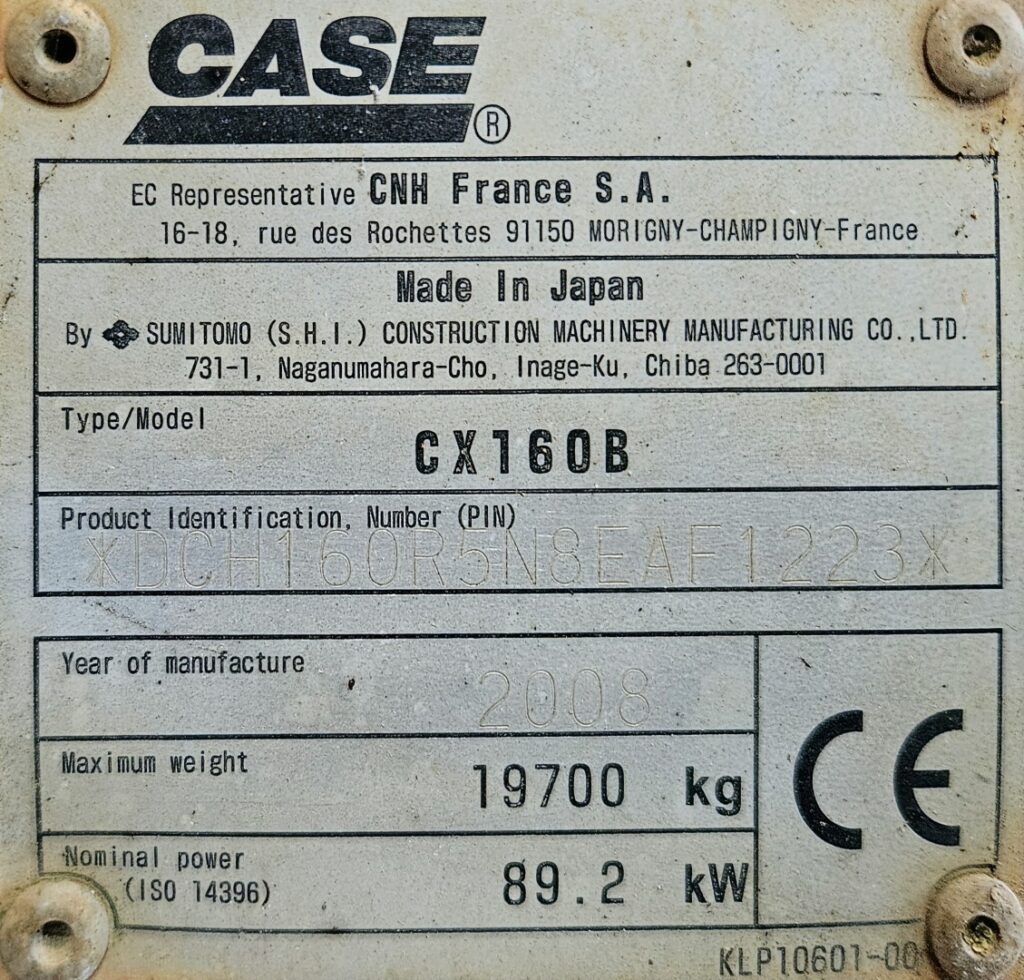 CASE®
EC Representative CNH France S.A.
16-18, rue des Rochettes 91150 MORIGNY-CHAMPIGNY-France
Made In Japan
By SUMITOMO (S.H.I.) CONSTRUCTION MACHINERY MANUFACTURING CO.,LTD.
731-1, Naganumahara-Cho, Inage-Ku, Chiba 263-0001
Type/Model
CX160B
Product Identification, Number (PIN)
*DCH160R5N8EAF1223*
Year of manufacture 2008
Maximum weight 19700 kg
Nominal power
(ISO 14396) 89.2 kW
CE
KLP10601-00